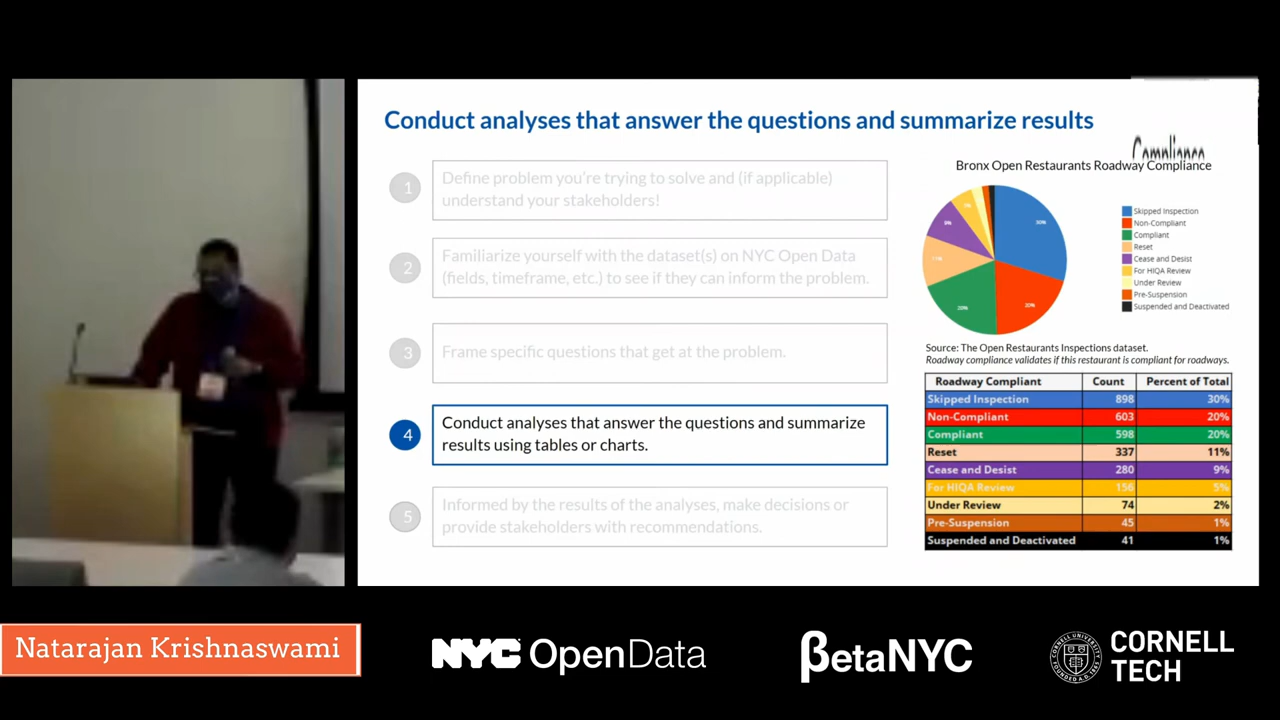 Conduct analyses that answer the questions and summarize results
1
Define problem you're trying to solve and (if applicable)
understand your stakeholders!
2
Familiarize yourself with the dataset(s) on NYC Open Data
(fields, timeframe, etc.) to see if they can inform the problem.
3
Frame specific questions that get at the problem.
4
Conduct analyses that answer the questions and summarize
results using tables or charts.
5
Informed by the results of the analyses, make decisions or
provide stakeholders with recommendations.
Compliance
Bronx Open Restaurants Roadway Compliance
30%
20%
20%
11%
9%
5%
Skipped Inspection
Non-Compliant
Compliant
Reset
Cease and Desist
For HIQA Review
Under Review
Pre-Suspension
Suspended and Deactivated
Source: The Open Restaurants Inspections dataset.
Roadway compliance validates if this restaurant is compliant for roadways.
Roadway Compliant Count Percent of Total
Skipped Inspection 898 30%
Non-Compliant 603 20%
Compliant 598 20%
Reset 337 11%
Cease and Desist 280 9%
For HIQA Review 156 5%
Under Review 74 2%
Pre-Suspension 45 1%
Suspended and Deactivated 41 1%
Natarajan Krishnaswami
NYC OpenData
βetaNYC
CORNELL
TECH